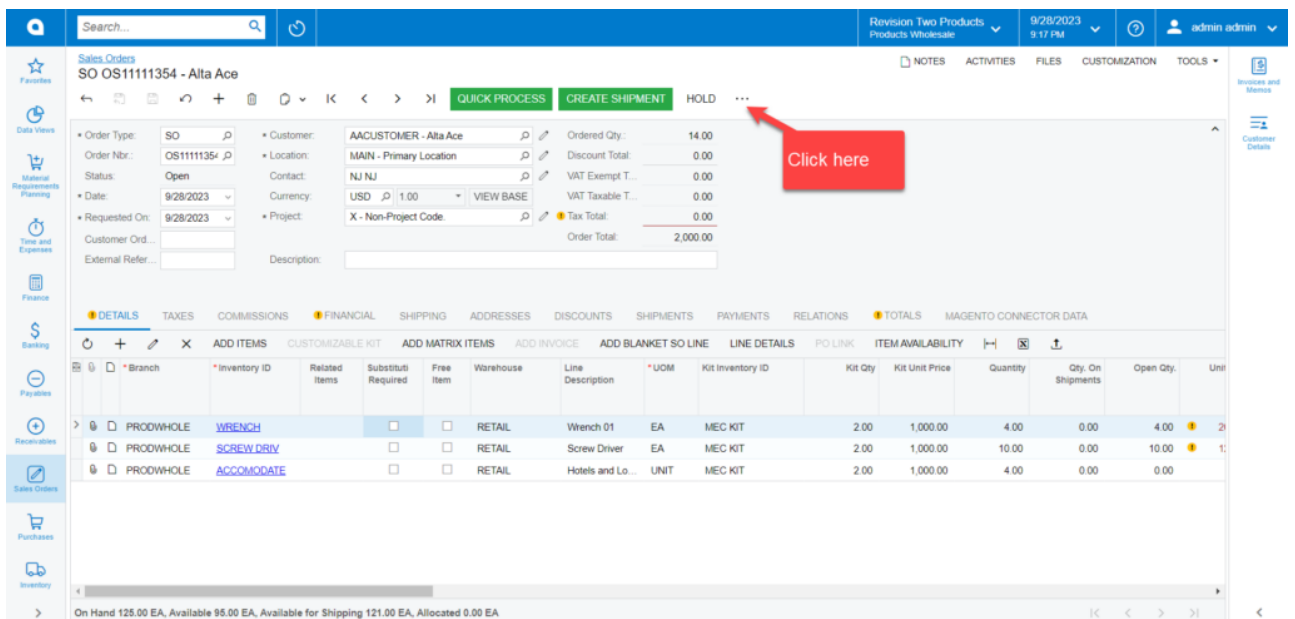 Search...
Revision Two Products
Products Wholesale
9/28/2023
9:17 PM
admin admin
Favorites
Data Views
Material Requirements Planning
Time and Expenses
Finance
Banking
Payables
Receivables
Sales Orders
Purchases
Inventory
Sales Orders
SO OS11111354 - Alta Ace
NOTES ACTIVITIES FILES CUSTOMIZATION TOOLS
QUICK PROCESS CREATE SHIPMENT HOLD ...
Click here
Invoices and Memos
Customer Details
* Order Type: SO * Customer: AACUSTOMER - Alta Ace Ordered Qty.: 14.00
Order Nbr.: OS11111354 * Location: MAIN - Primary Location Discount Total: 0.00
Status: Open Contact: NJ NJ VAT Exempt T... 0.00
* Date: 9/28/2023 Currency: USD 1.00 VIEW BASE VAT Taxable T... 0.00
* Requested On: 9/28/2023 * Project: X - Non-Project Code. Tax Total: 0.00
Customer Ord... Order Total: 2,000.00
External Refer... Description:
DETAILS TAXES COMMISSIONS FINANCIAL SHIPPING ADDRESSES DISCOUNTS SHIPMENTS PAYMENTS RELATIONS TOTALS MAGENTO CONNECTOR DATA
ADD ITEMS CUSTOMIZABLE KIT ADD MATRIX ITEMS ADD INVOICE ADD BLANKET SO LINE LINE DETAILS PO LINK ITEM AVAILABILITY
* Branch * Inventory ID Related Items Substituti Required Free Item Warehouse Line Description * UOM Kit Inventory ID Kit Qty Kit Unit Price Quantity Qty. On Shipments Open Qty. Unit
PRODWHOLE WRENCH RETAIL Wrench 01 EA MEC KIT 2.00 1,000.00 4.00 0.00 4.00
PRODWHOLE SCREW DRIV RETAIL Screw Driver EA MEC KIT 2.00 1,000.00 10.00 0.00 10.00
PRODWHOLE ACCOMODATE RETAIL Hotels and Lo... UNIT MEC KIT 2.00 1,000.00 4.00 0.00 0.00
On Hand 125.00 EA, Available 95.00 EA, Available for Shipping 121.00 EA, Allocated 0.00 EA